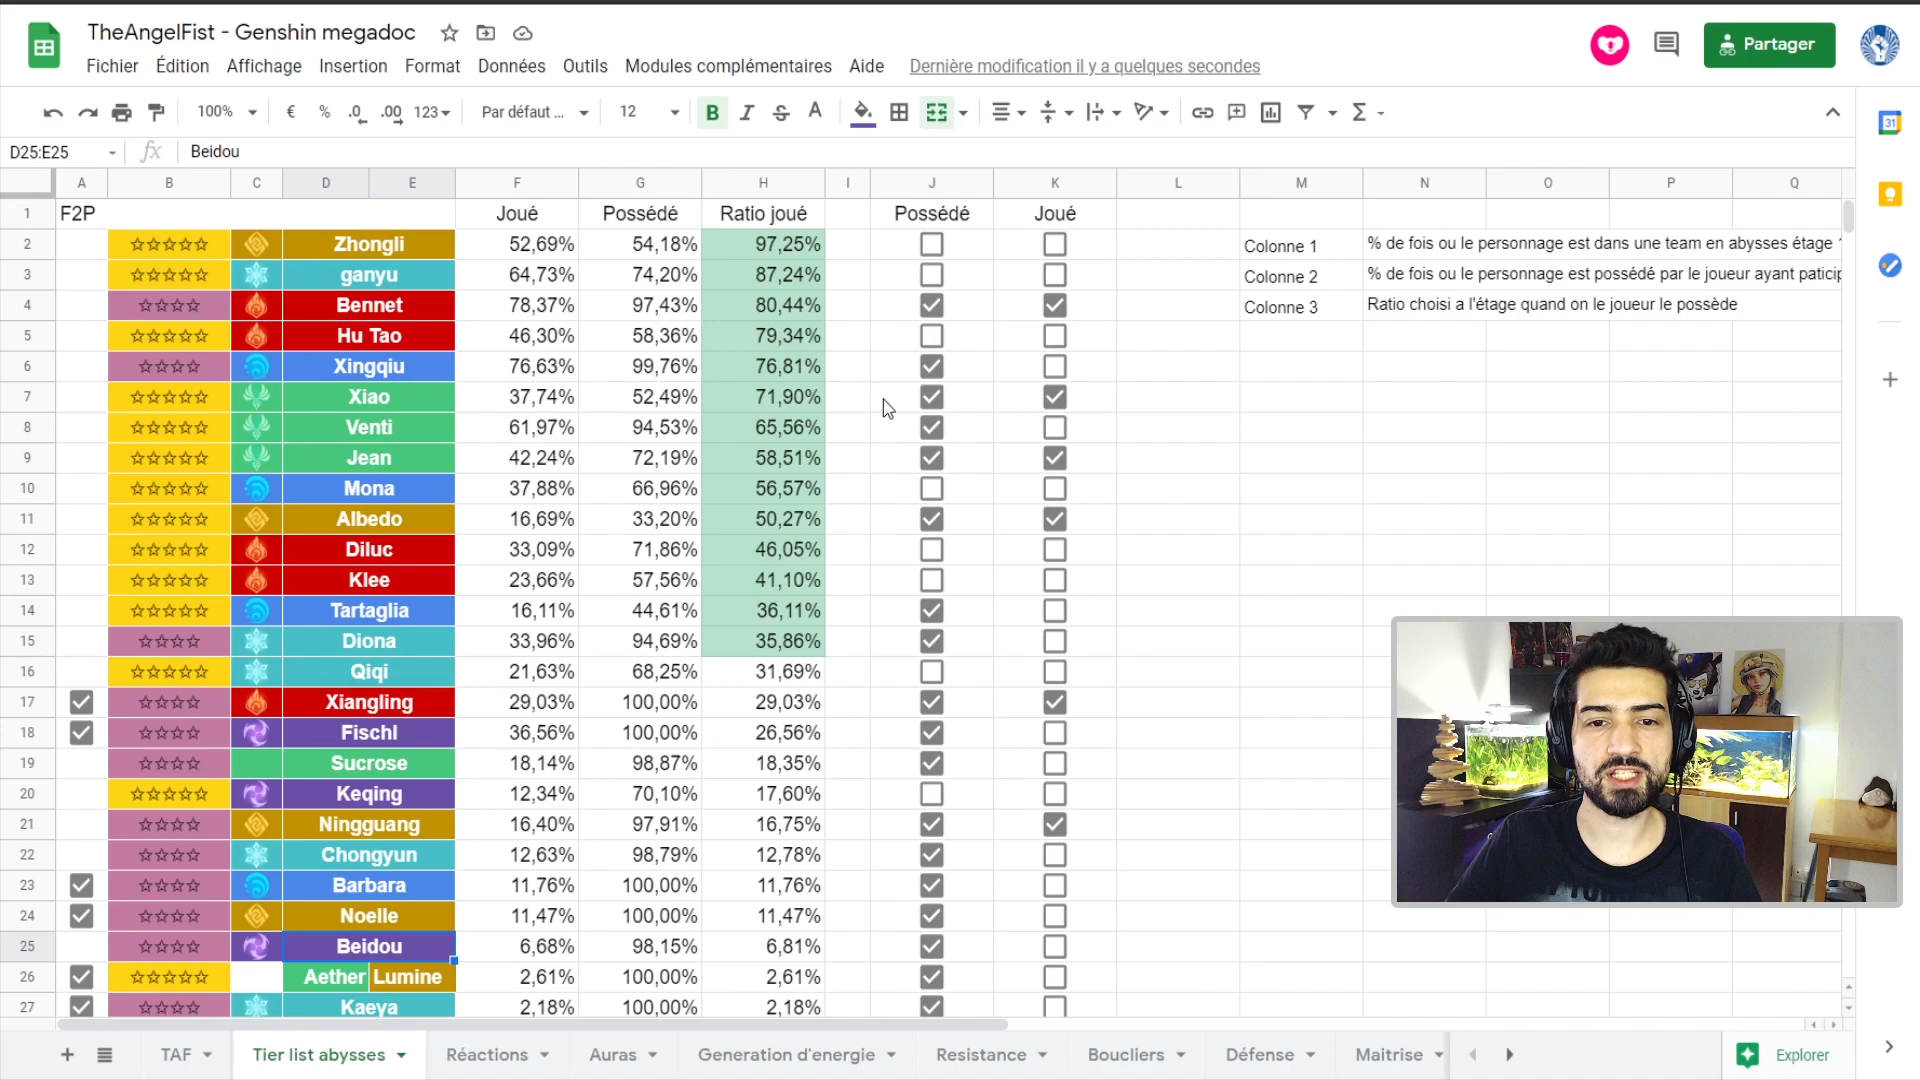 TheAngelFist - Genshin megadoc
Fichier Édition Affichage Insertion Format Données Outils Modules complémentaires Aide Dernière modification il y a quelques secondes
Partager
100% € % .0 .00 123 Par défaut ... 12 B I S A
31
D25:E25 fx Beidou
A B C D E F G H I J K L M N O P Q
1 F2P Joué Possédé Ratio joué Possédé Joué
2 Zhongli 52,69% 54,18% 97,25% Colonne 1 % de fois ou le personnage est dans une team en abysses étage
3 ganyu 64,73% 74,20% 87,24% Colonne 2 % de fois ou le personnage est possédé par le joueur ayant paticip
4 Bennet 78,37% 97,43% 80,44% Colonne 3 Ratio choisi a l'étage quand on le joueur le possède
5 Hu Tao 46,30% 58,36% 79,34%
6 Xingqiu 76,63% 99,76% 76,81%
7 Xiao 37,74% 52,49% 71,90%
8 Venti 61,97% 94,53% 65,56%
9 Jean 42,24% 72,19% 58,51%
10 Mona 37,88% 66,96% 56,57%
11 Albedo 16,69% 33,20% 50,27%
12 Diluc 33,09% 71,86% 46,05%
13 Klee 23,66% 57,56% 41,10%
14 Tartaglia 16,11% 44,61% 36,11%
15 Diona 33,96% 94,69% 35,86%
16 Qiqi 21,63% 68,25% 31,69%
17 Xiangling 29,03% 100,00% 29,03%
18 Fischl 36,56% 100,00% 26,56%
19 Sucrose 18,14% 98,87% 18,35%
20 Keqing 12,34% 70,10% 17,60%
21 Ningguang 16,40% 97,91% 16,75%
22 Chongyun 12,63% 98,79% 12,78%
23 Barbara 11,76% 100,00% 11,76%
24 Noelle 11,47% 100,00% 11,47%
25 Beidou 6,68% 98,15% 6,81%
26 Aether Lumine 2,61% 100,00% 2,61%
27 Kaeya 2,18% 100,00% 2,18%
TAF Tier list abysses Réactions Auras Generation d'energie Resistance Boucliers Défense Maitrise Explorer